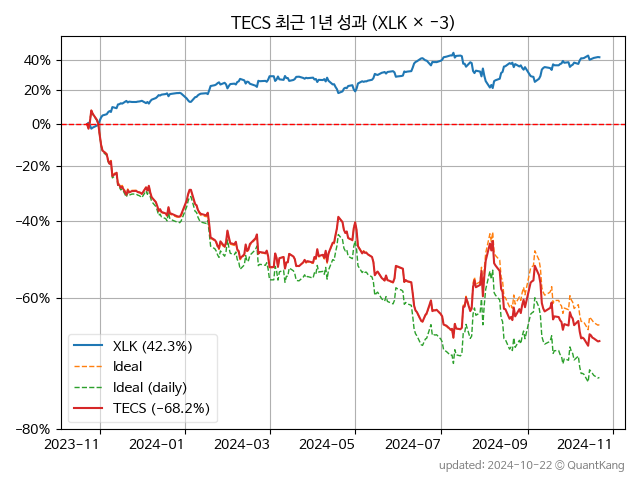 TECS 최근 1년 성과 (XLK × −3)
40%
20%
0%
−20%
−40%
−60%
−80%
XLK (42.3%)
Ideal
Ideal (daily)
TECS (−68.2%)
2023-11 2024-01 2024-03 2024-05 2024-07 2024-09 2024-11
updated: 2024-10-22 © QuantKang